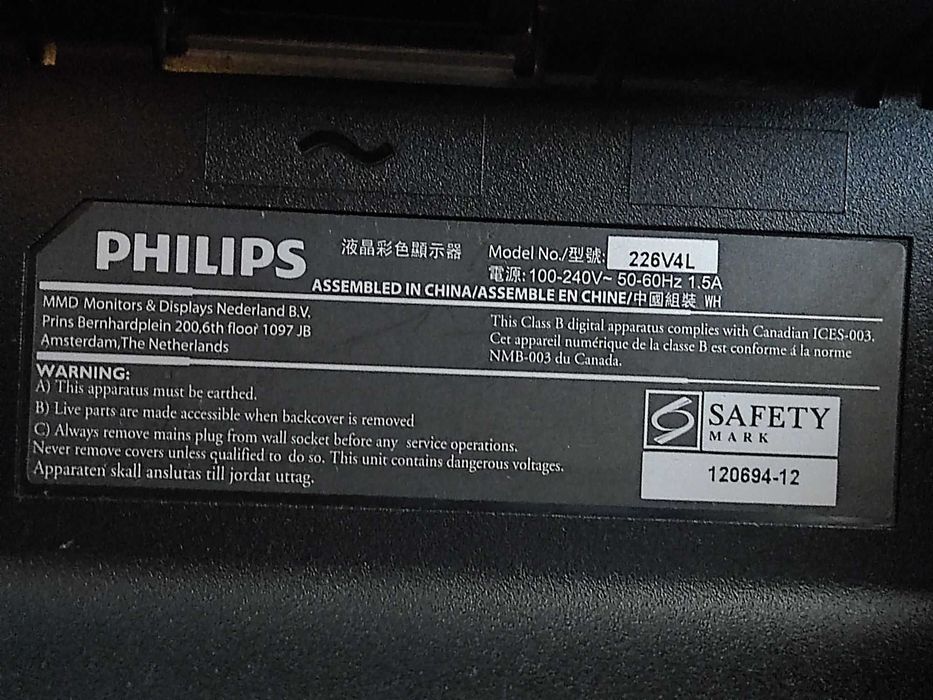 PHILIPS 液晶彩色顯示器 Model No./型號: 226V4L
電源: 100-240V~ 50-60Hz 1.5A
ASSEMBLED IN CHINA/ASSEMBLE EN CHINE/中國組裝 WH
MMD Monitors & Displays Nederland B.V.
Prins Bernhardplein 200,6th floor 1097 JB
Amsterdam,The Netherlands
This Class B digital apparatus complies with Canadian ICES-003.
Cet appareil numérique de la classe B est conforme á la norme
NMB-003 du Canada.
WARNING:
A) This apparatus must be earthed.
B) Live parts are made accessible when backcover is removed
C) Always remove mains plug from wall socket before any service operations.
Never remove covers unless qualified to do so. This unit contains dangerous voltages.
Apparaten skall anslutas till jordat uttag.
SAFETY
MARK
120694-12